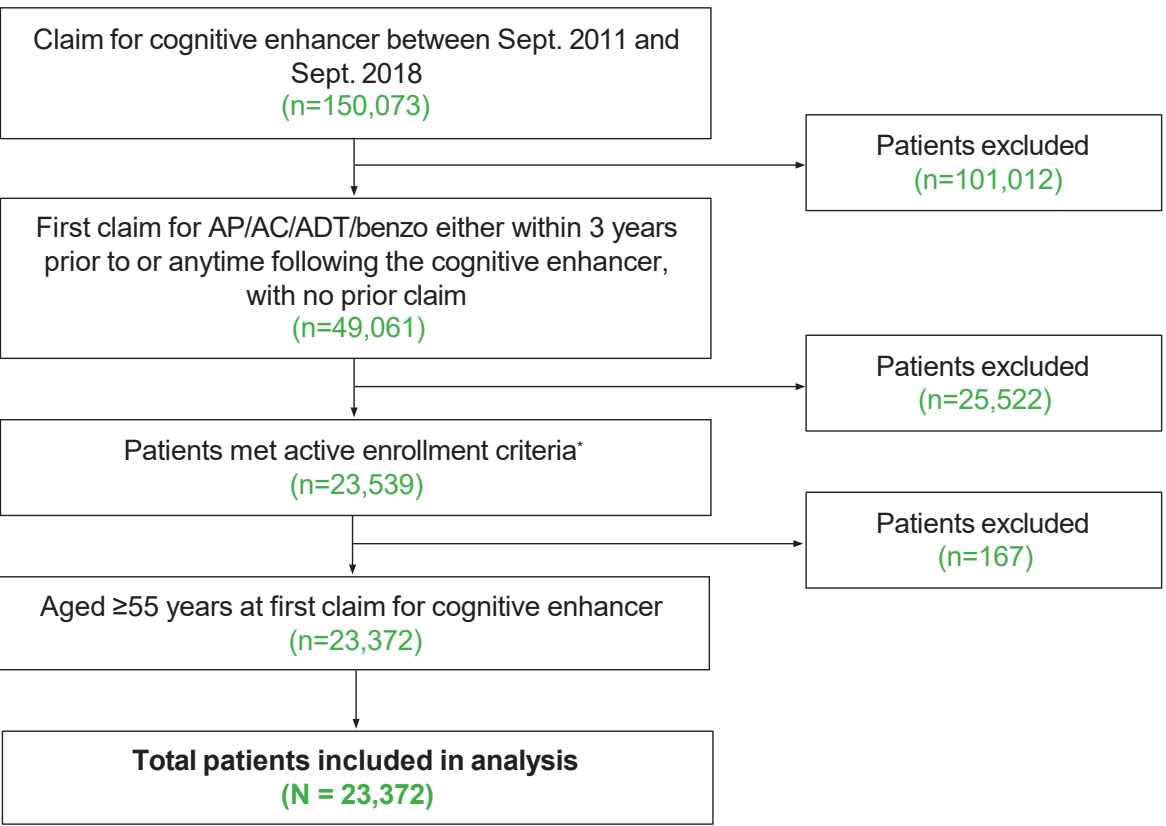 Claim for cognitive enhancer between Sept. 2011 and
Sept. 2018
(n=150,073)
Patients excluded
(n=101,012)
First claim for AP/AC/ADT/benzo either within 3 years
prior to or anytime following the cognitive enhancer,
with no prior claim
(n=49,061)
Patients excluded
(n=25,522)
Patients met active enrollment criteria*
(n=23,539)
Patients excluded
(n=167)
Aged ≥55 years at first claim for cognitive enhancer
(n=23,372)
Total patients included in analysis
(N = 23,372)